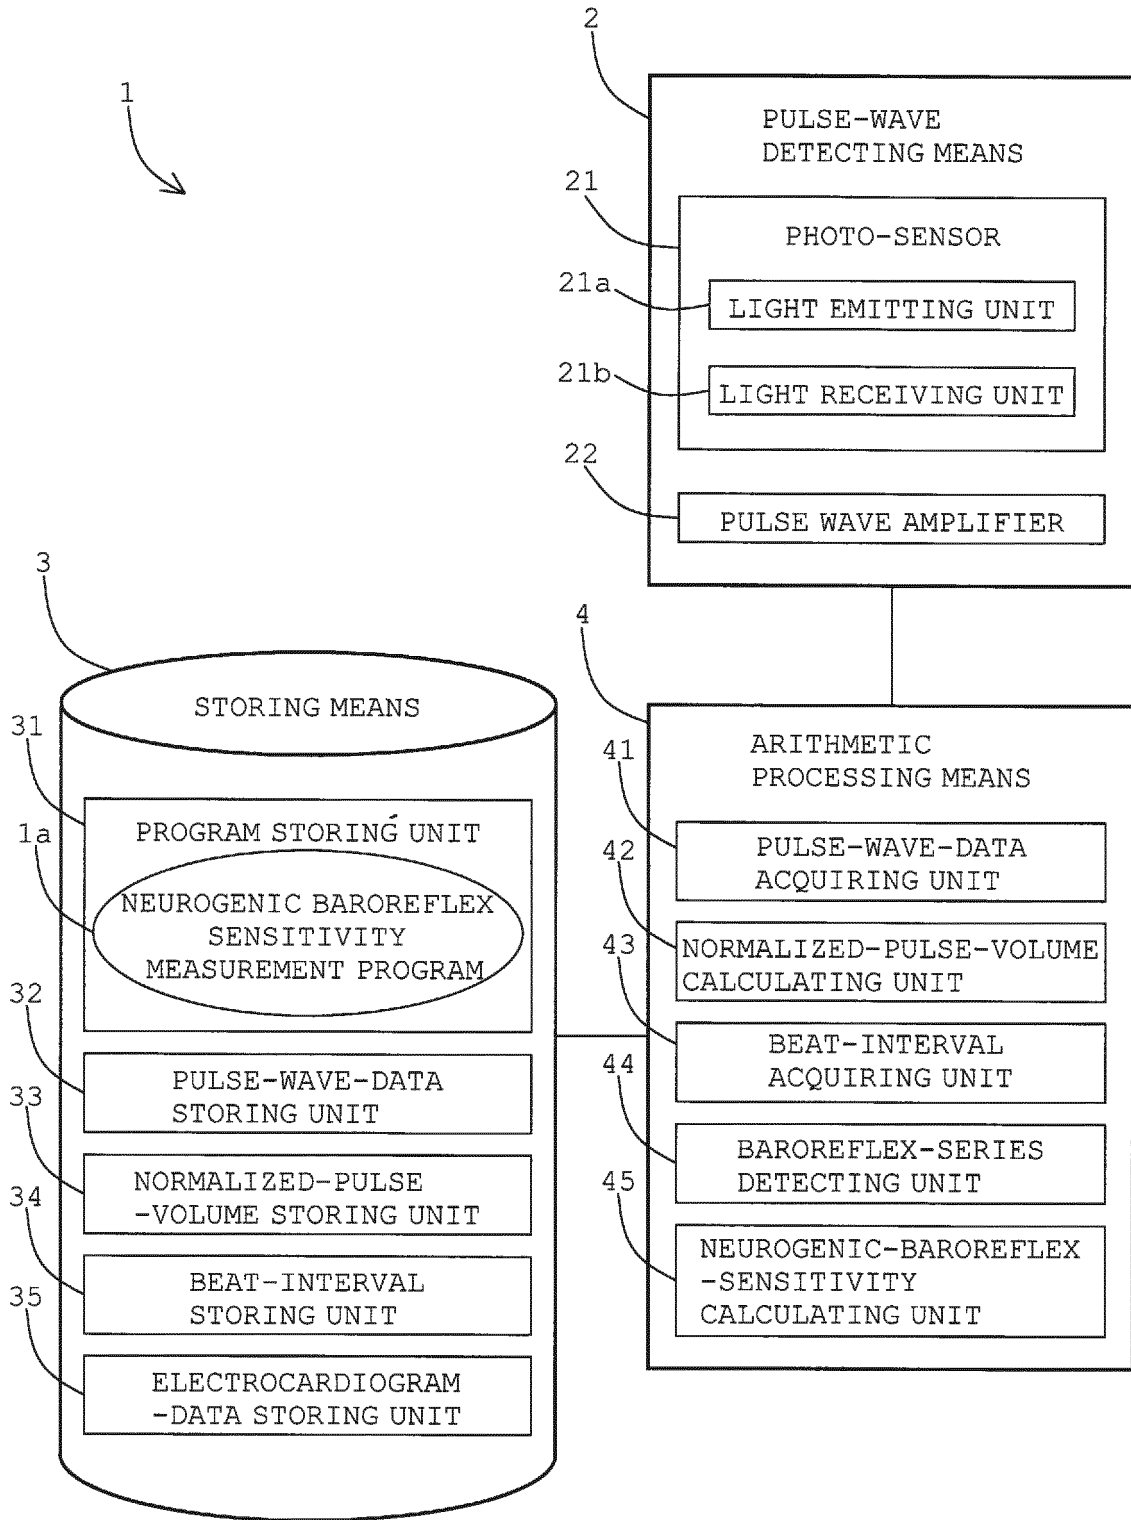 1
2
PULSE-WAVE
DETECTING MEANS
21
PHOTO-SENSOR
21a
LIGHT EMITTING UNIT
21b
LIGHT RECEIVING UNIT
22
PULSE WAVE AMPLIFIER
3
STORING MEANS
31
PROGRAM STORING UNIT
1a
NEUROGENIC BAROREFLEX
SENSITIVITY
MEASUREMENT PROGRAM
32
PULSE-WAVE-DATA
STORING UNIT
33
NORMALIZED-PULSE
-VOLUME STORING UNIT
34
BEAT-INTERVAL
STORING UNIT
35
ELECTROCARDIOGRAM
-DATA STORING UNIT
4
ARITHMETIC
PROCESSING MEANS
41
PULSE-WAVE-DATA
ACQUIRING UNIT
42
NORMALIZED-PULSE-VOLUME
CALCULATING UNIT
43
BEAT-INTERVAL
ACQUIRING UNIT
44
BAROREFLEX-SERIES
DETECTING UNIT
45
NEUROGENIC-BAROREFLEX
-SENSITIVITY
CALCULATING UNIT